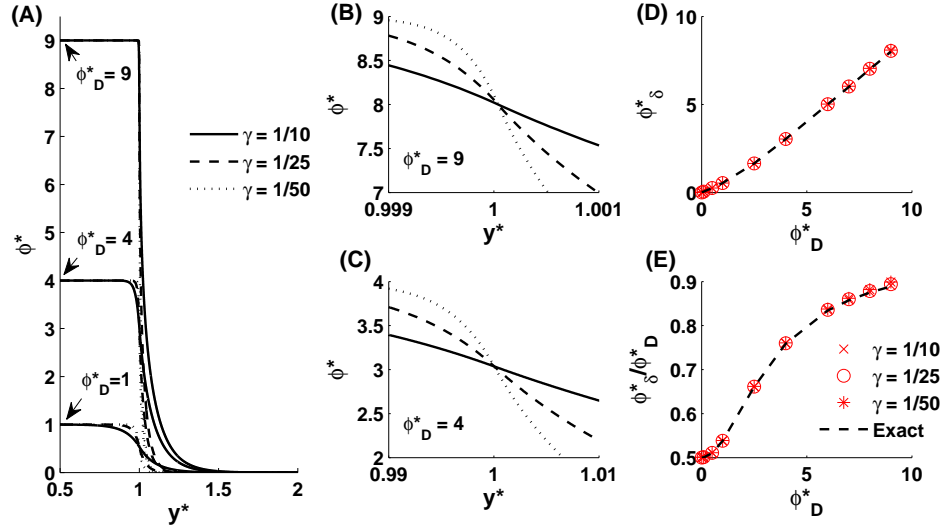 (A)
9
8
7
6
5
4
3
2
1
0
0.5
1
1.5
2
ϕ*
y*
ϕ*D = 9
ϕ*D = 4
ϕ*D=1
γ = 1/10
γ = 1/25
γ = 1/50
(B)
9
8.5
8
7.5
7
0.999
1
1.001
ϕ*
y*
ϕ*D = 9
(C)
4
3.5
3
2.5
2
0.99
1
1.01
ϕ*
y*
ϕ*D = 4
(D)
10
5
0
0
5
10
ϕ*δ
ϕ*D
(E)
0.9
0.8
0.7
0.6
0.5
0
5
10
ϕ*δ/ϕ*D
ϕ*D
γ = 1/10
γ = 1/25
γ = 1/50
Exact